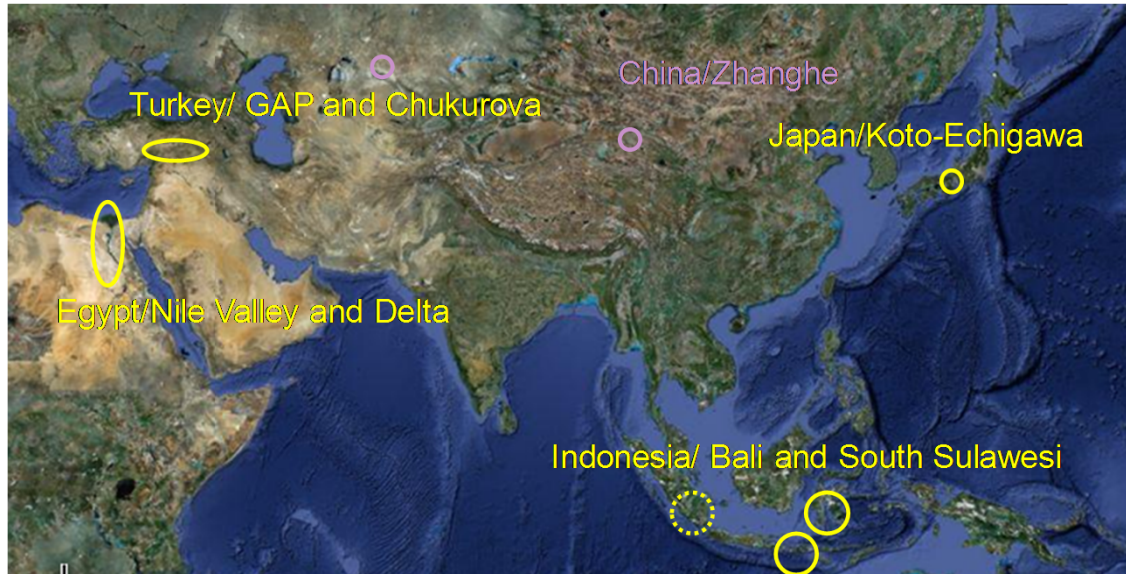 China/Zhanghe
Turkey/ GAP and Chukurova
Japan/Koto-Echigawa
Egypt/Nile Valley and Delta
Indonesia/ Bali and South Sulawesi